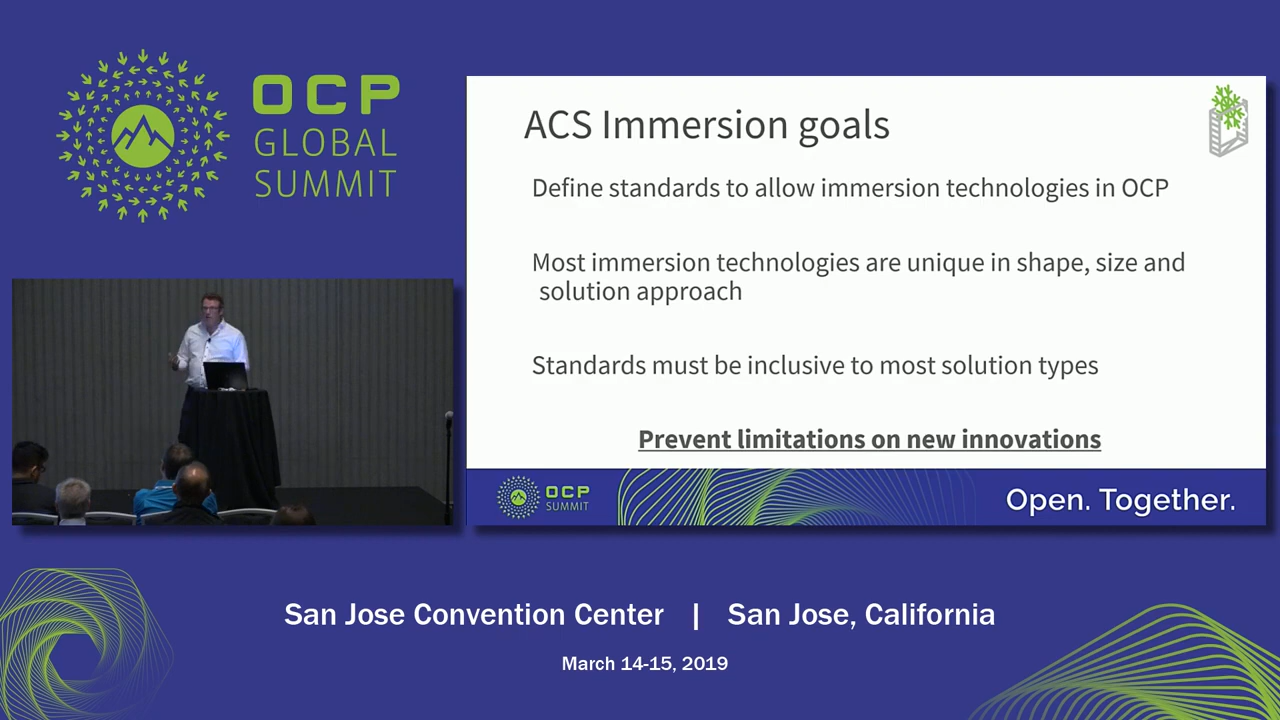 OCP
GLOBAL
SUMMIT
ACS Immersion goals
Define standards to allow immersion technologies in OCP
Most immersion technologies are unique in shape, size and
solution approach
Standards must be inclusive to most solution types
Prevent limitations on new innovations
OCP
SUMMIT
Open. Together.
San Jose Convention Center | San Jose, California
March 14-15, 2019